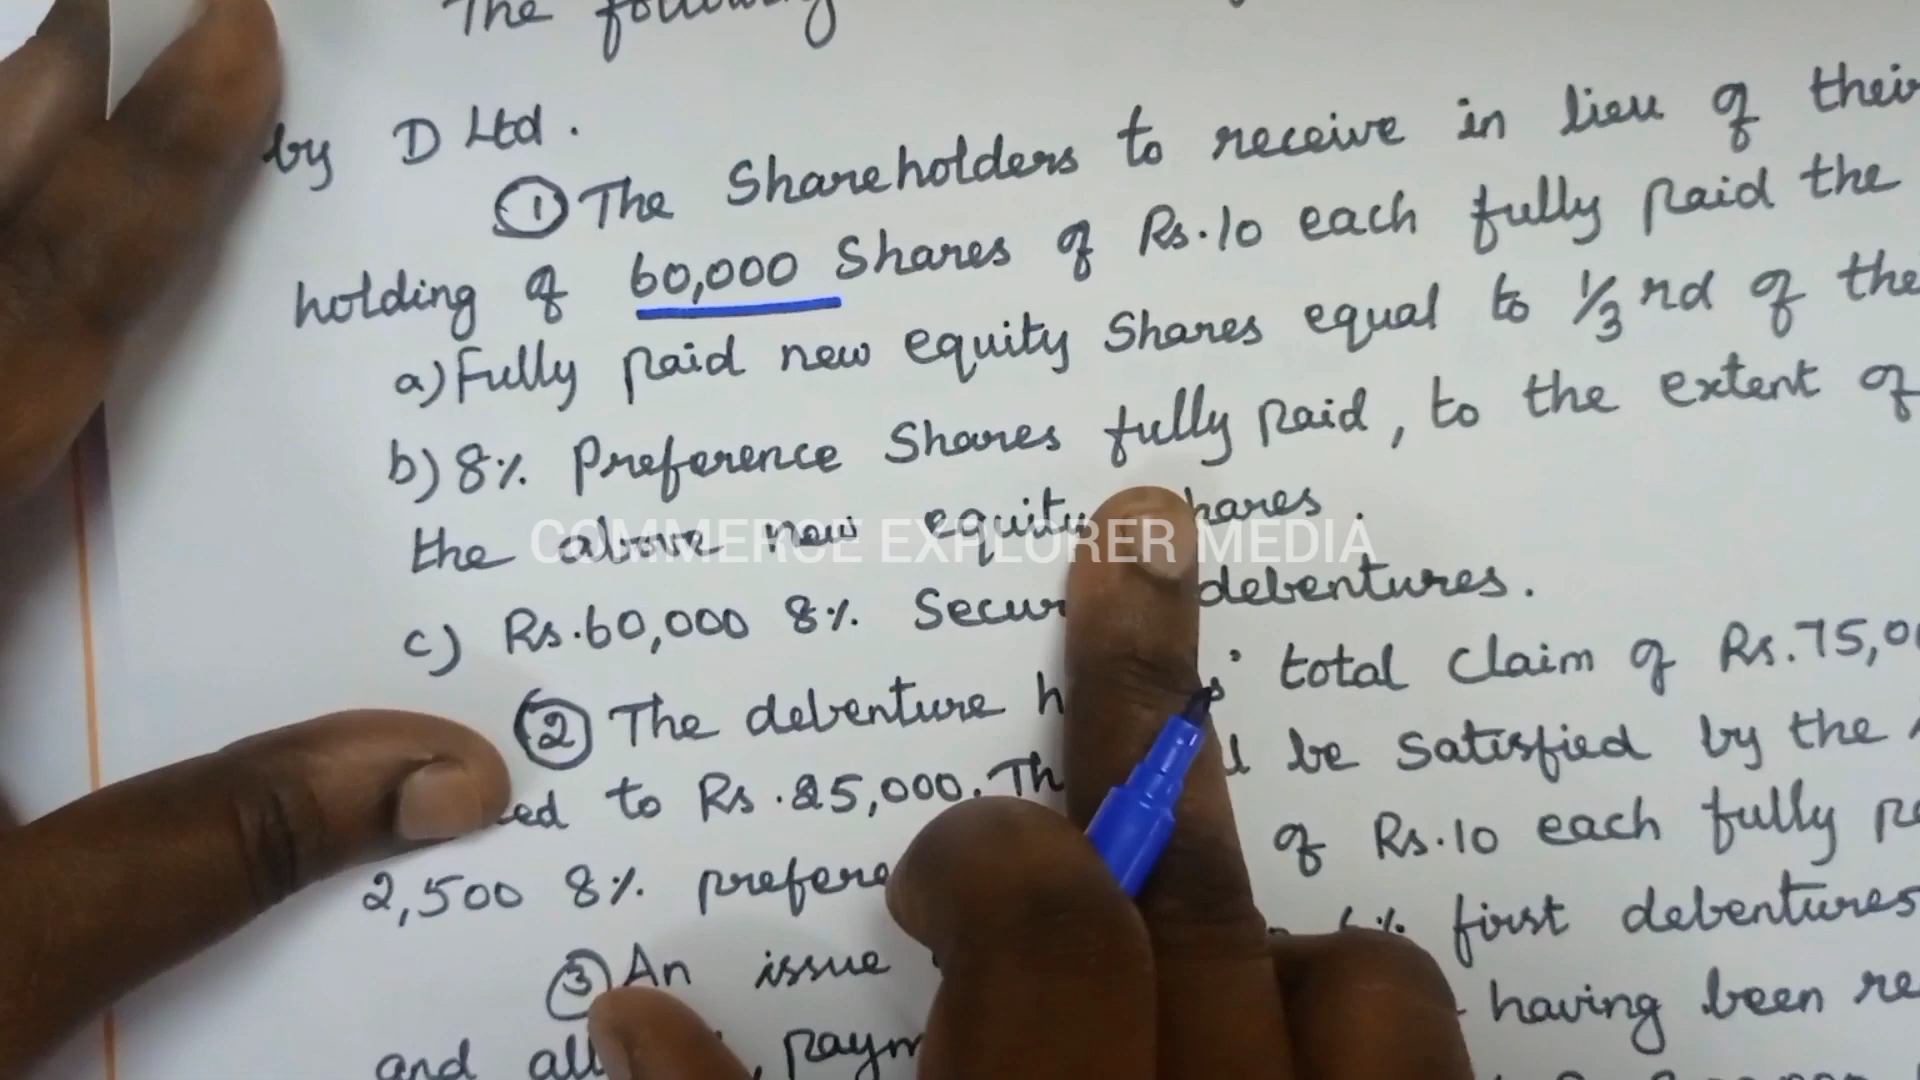 The following
by D Ltd.
① The Shareholders to receive in lieu of their
holding of 60,000 Shares of Rs.10 each fully paid the
a) Fully paid new equity Shares equal to 1/3 rd of the
b) 8% Preference Shares fully paid, to the extent of
the above new equity hares.
COMMERCE EXPLORER MEDIA
c) Rs.60,000 8% Secur debentures.
② The debenture h s' total Claim of Rs.75,0
ed to Rs.25,000. Th l be Satisfied by the
2,500 8% prefere of Rs.10 each fully
③ An issue 6% first debentures
and all paym having been re